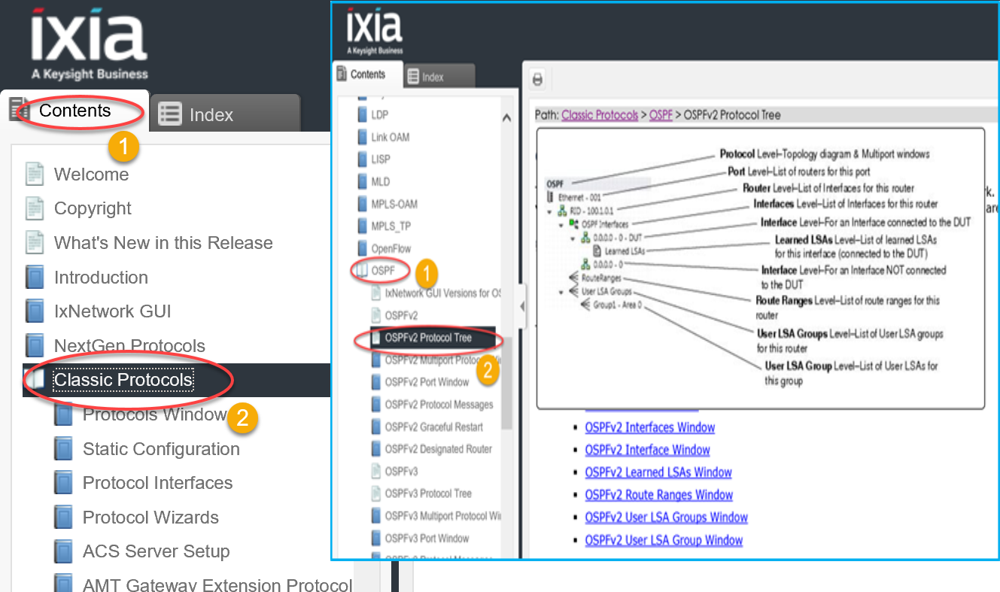 ixia
A Keysight Business
Contents
Index
1
Welcome
Copyright
What's New in this Release
Introduction
IxNetwork GUI
NextGen Protocols
Classic Protocols
Protocols Window
2
Static Configuration
Protocol Interfaces
Protocol Wizards
ACS Server Setup
AMT Gateway Extension Protocol
ixia
A Keysight Business
Contents
Index
LDP
Link OAM
LISP
MLD
MPLS-OAM
MPLS_TP
OpenFlow
OSPF
1
IxNetwork GUI Versions for OS
OSPFv2
OSPFv2 Protocol Tree
OSPFv2 Multiport Protoc
2
OSPFv2 Port Window
OSPFv2 Protocol Messages
OSPFv2 Graceful Restart
OSPFv2 Designated Router
OSPFv3
OSPFv3 Protocol Tree
OSPFv3 Multiport Protocol Wi
OSPFv3 Port Window
Path: Classic Protocols > OSPF > OSPFv2 Protocol Tree
OSPF
Ethernet - 001
RID - 100.1.0.1
OSPF Interfaces
0.0.0.0 - 0 - DUT
Learned LSAs
0.0.0.0 - 0
RouteRanges
User LSA Groups
Group1 - Area 0
Protocol Level–Topology diagram & Multiport windows
Port Level–List of routers for this port
Router Level–List of Interfaces for this router
Interfaces Level–List of Interfaces for this router
Interface Level–For an Interface connected to the DUT
Learned LSAs Level–List of learned LSAs
for this interface (connected to the DUT)
Interface Level–For an Interface NOT connected
to the DUT
Route Ranges Level–List of route ranges for this
router
User LSA Groups Level–List of User LSA groups
for this router
User LSA Group Level–List of User LSAs for
this group
k.
are
OSPFv2 Interfaces Window
OSPFv2 Interface Window
OSPFv2 Learned LSAs Window
OSPFv2 Route Ranges Window
OSPFv2 User LSA Groups Window
OSPFv2 User LSA Group Window